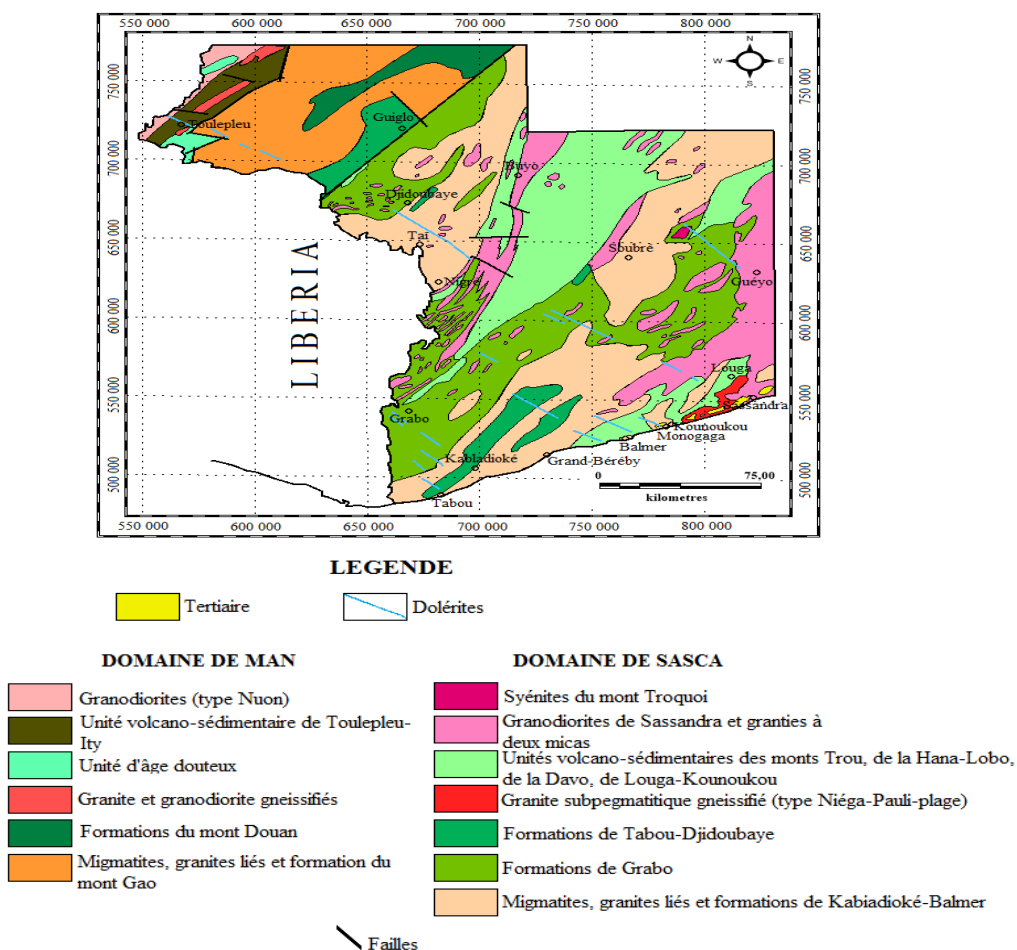 550 000 600 000 650 000 700 000 750 000 800 000
750 000
700 000
650 000
600 000
550 000
500 000
N
W E
S
750 000
700 000
650 000
600 000
550 000
500 000
Toulepleu
Guiglo
Buyo
Djidoubaye
Taï
Soubrè
Guéyo
Nigré
LIBERIA
Louga
Sassandra
Grabo
Kounoukou
Monogaga
Balmer
Kabladioké
Grand-Béréby
Tabou
0 75,00
kilometres
550 000 600 000 650 000 700 000 750 000 800 000
LEGENDE
Tertiaire
Dolérites
DOMAINE DE MAN
Granodiorites (type Nuon)
Unité volcano-sédimentaire de Toulepleu-
Ity
Unité d'âge douteux
Granite et granodiorite gneissifiés
Formations du mont Douan
Migmatites, granites liés et formation du
mont Gao
DOMAINE DE SASCA
Syénites du mont Troquoi
Granodiorites de Sassandra et granties à
deux micas
Unités volcano-sédimentaires des monts Trou, de la Hana-Lobo,
de la Davo, de Louga-Kounoukou
Granite subpegmatitique gneissifié (type Niéga-Pauli-plage)
Formations de Tabou-Djidoubaye
Formations de Grabo
Migmatites, granites liés et formations de Kabiadioké-Balmer
Failles